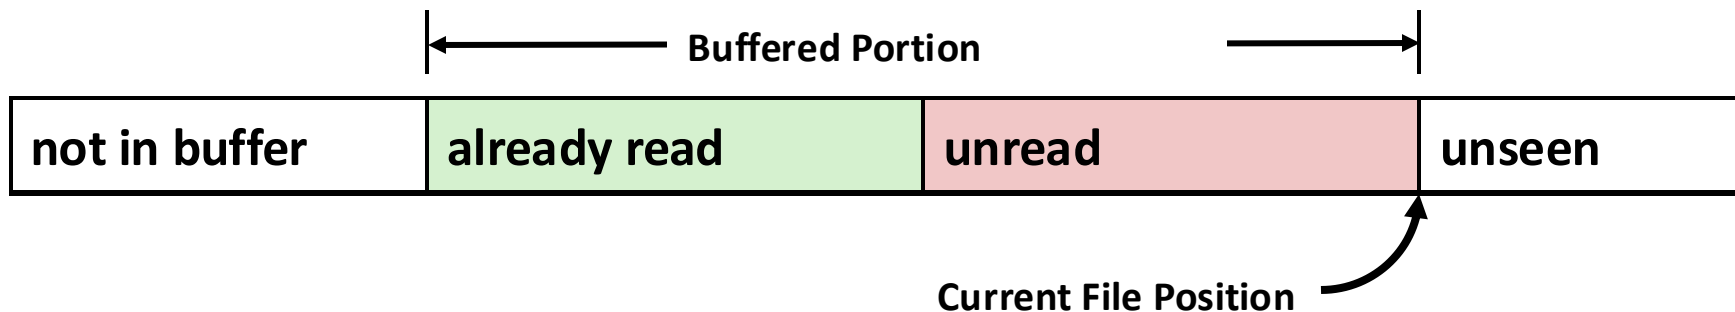 Buffered Portion
not in buffer
already read
unread
unseen
Current File Position